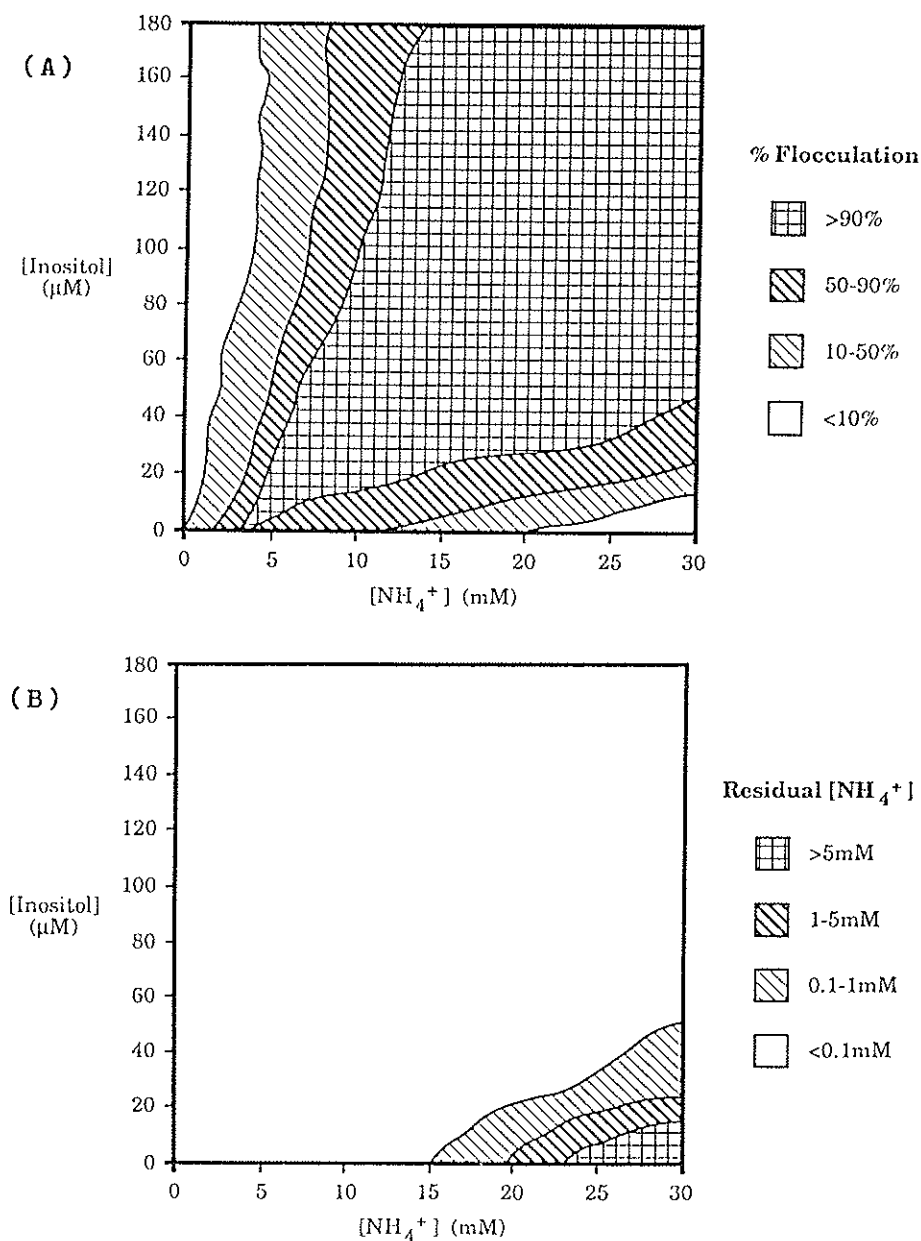 (A)
180
160
140
120
100
80
60
40
20
0
[Inositol]
(μM)
0 5 10 15 20 25 30
[NH₄⁺] (mM)
% Flocculation
>90%
50-90%
10-50%
<10%
(B)
180
160
140
120
100
80
60
40
20
0
[Inositol]
(μM)
0 5 10 15 20 25 30
[NH₄⁺] (mM)
Residual [NH₄⁺]
>5mM
1-5mM
0.1-1mM
<0.1mM